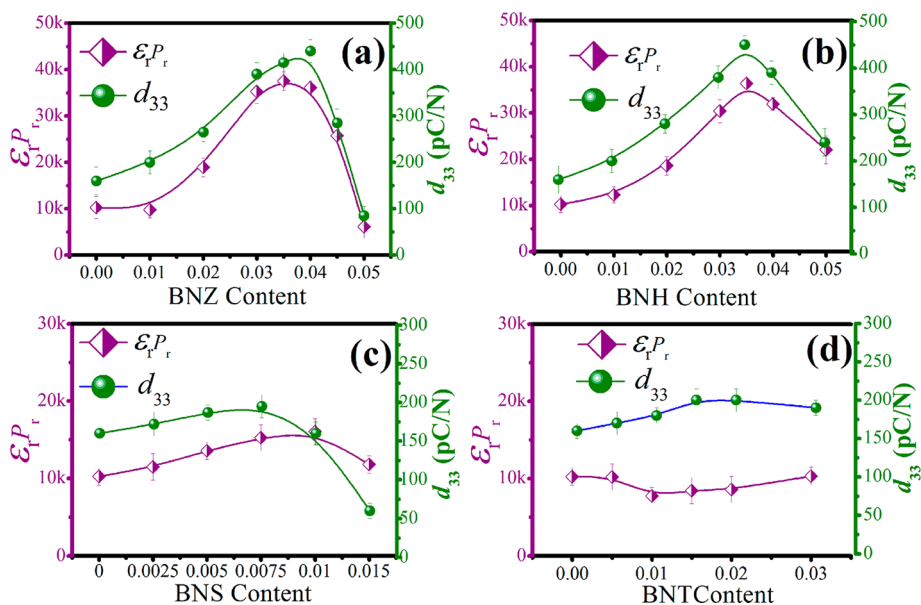 50k
40k
30k
20k
10k
0
εrPr
εrPr
d33
(a)
500
400
300
200
100
0
d33 (pC/N)
0.00 0.01 0.02 0.03 0.04 0.05
BNZ Content
50k
40k
30k
20k
10k
0
εrPr
εrPr
d33
(b)
500
400
300
200
100
0
d33 (pC/N)
0.00 0.01 0.02 0.03 0.04 0.05
BNH Content
30k
20k
10k
0
εrPr
εrPr
d33
(c)
300
250
200
150
100
50
0
d33 (pC/N)
0 0.0025 0.005 0.0075 0.01 0.015
BNS Content
30k
20k
10k
0
εrPr
εrPr
d33
(d)
300
250
200
150
100
50
0
d33 (pC/N)
0.00 0.01 0.02 0.03
BNTContent